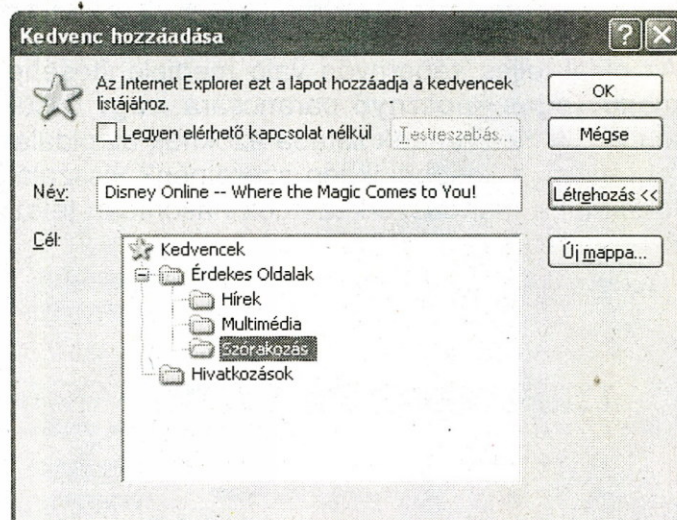 Kedvenc hozzáadása
Az Internet Explorer ezt a lapot hozzáadja a kedvencek
listájához.
OK
Legyen elérhető kapcsolat nélkül
Testreszabás...
Mégse
Név:
Disney Online -- Where the Magic Comes to You!
Létrehozás <<
Cél:
Kedvencek
Új mappa...
Érdekes Oldalak
Hírek
Multimédia
Szórakozás
Hivatkozások